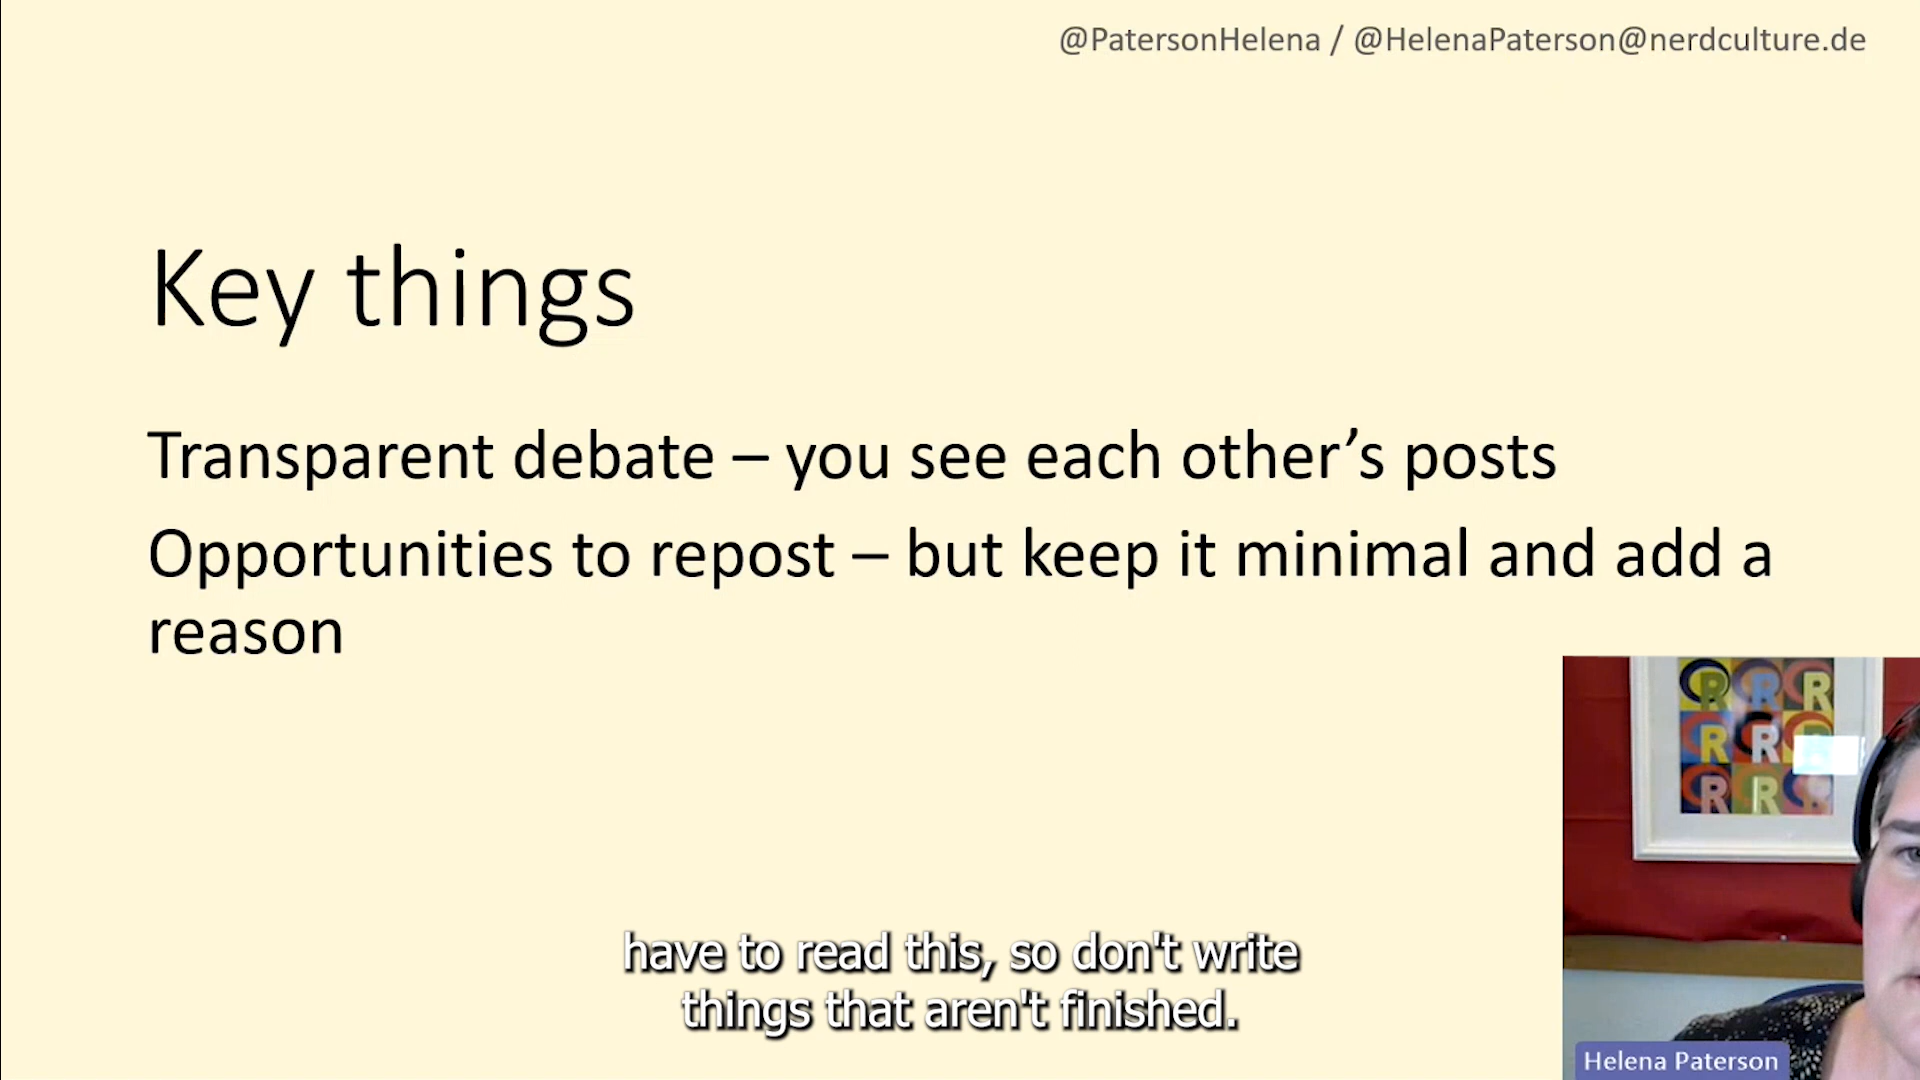 @PatersonHelena / @HelenaPaterson@nerdculture.de
Key things
Transparent debate – you see each other’s posts
Opportunities to repost – but keep it minimal and add a
reason
R R R
R R R
R R R
have to read this, so don't write
things that aren't finished.
Helena Paterson